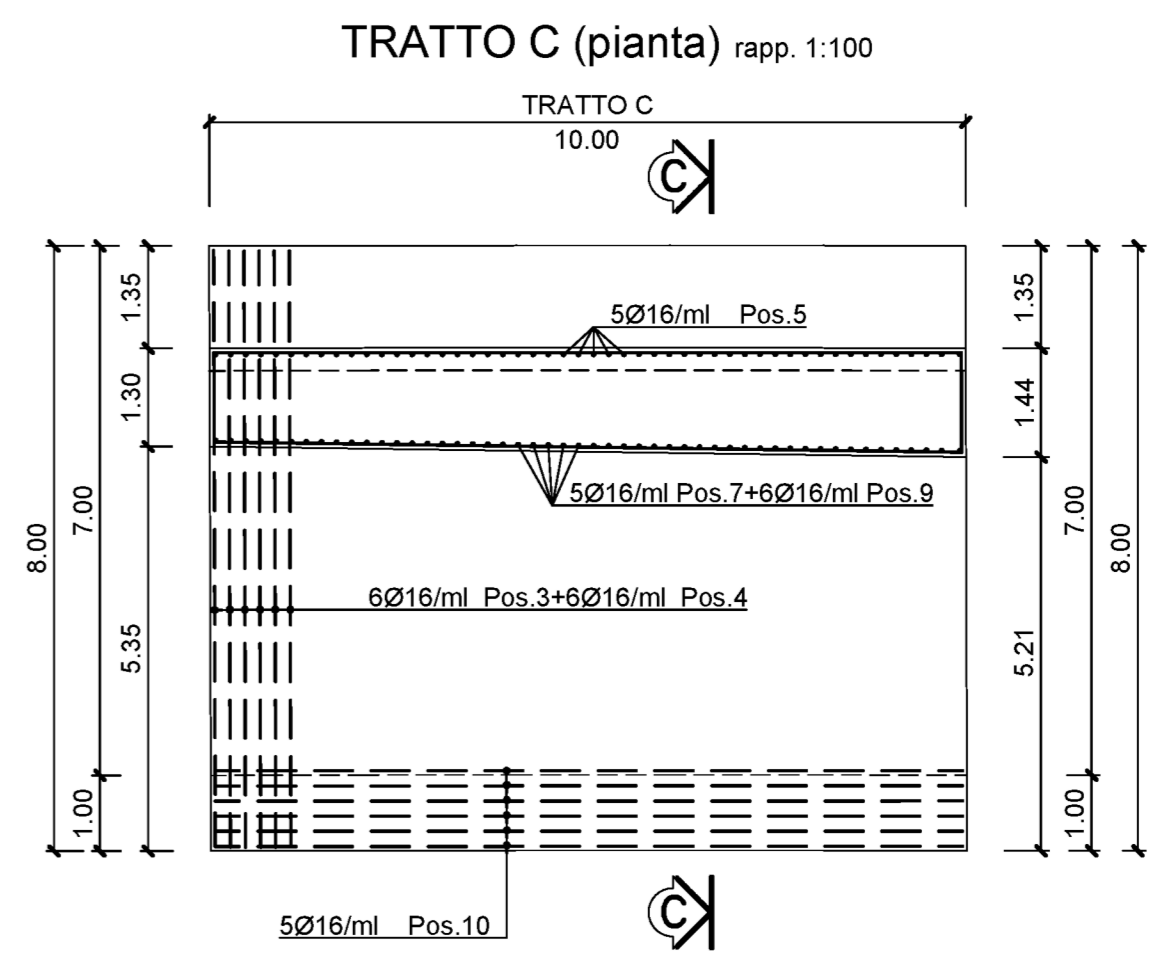 TRATTO C (pianta) rapp. 1:100
TRATTO C
10.00
C
1.35
1.35
5Ø16/ml Pos.5
1.30
1.44
5Ø16/ml Pos.7+6Ø16/ml Pos.9
7.00
7.00
8.00
8.00
6Ø16/ml Pos.3+6Ø16/ml Pos.4
5.35
5.21
1.00
1.00
5Ø16/ml Pos.10
C